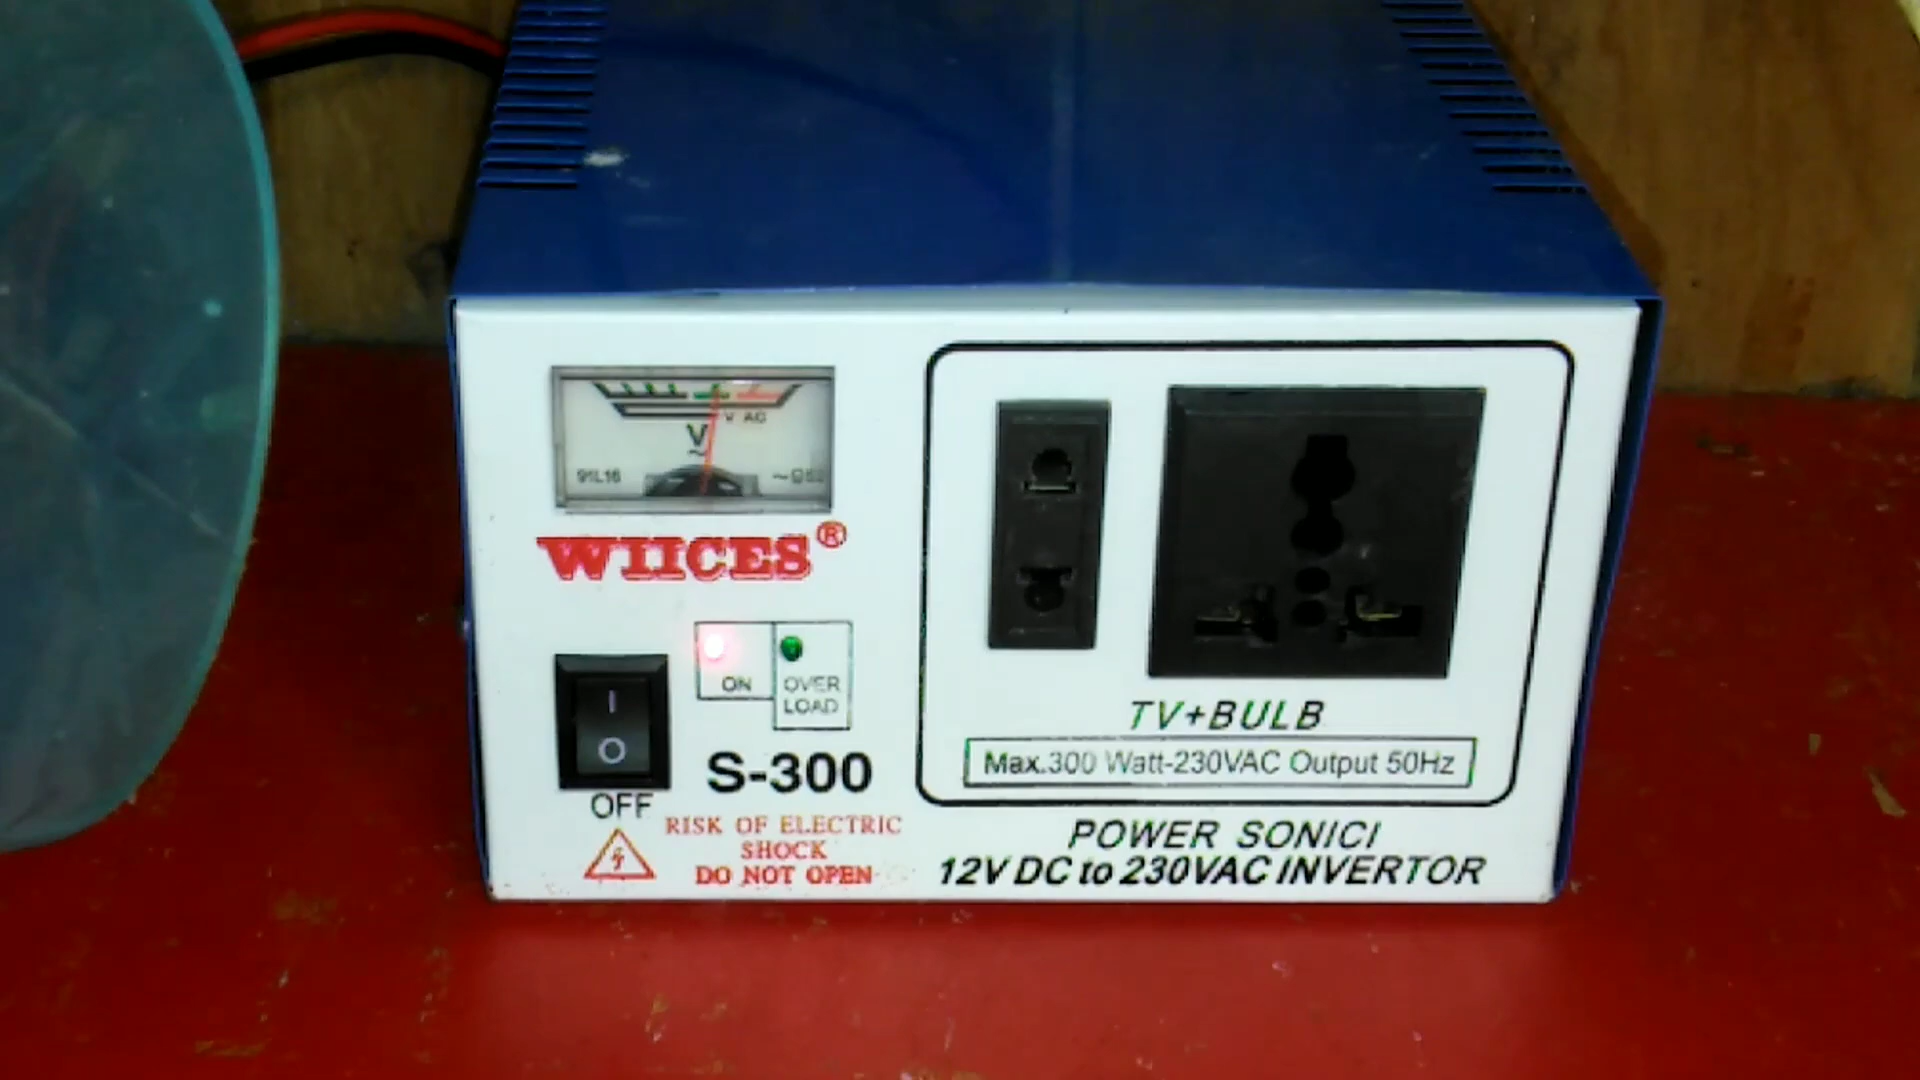 V AC
V
~
91L16
WIICES®
ON
OVER
LOAD
I
O
OFF
S-300
RISK OF ELECTRIC
SHOCK
DO NOT OPEN
TV+BULB
Max.300 Watt-230VAC Output 50Hz
POWER SONICI
12V DC to 230VAC INVERTOR